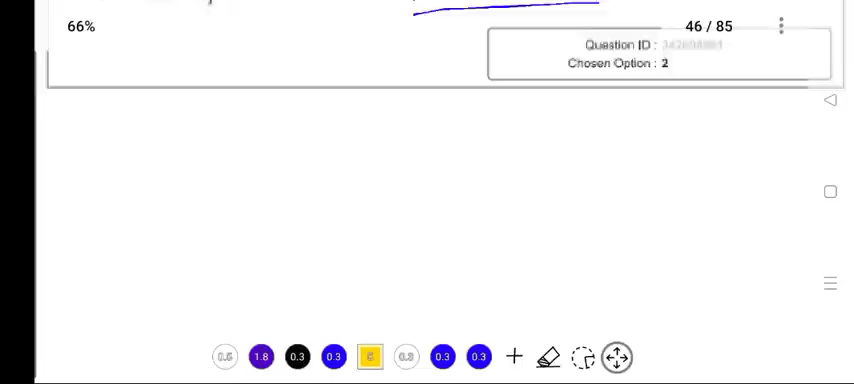 66%
46 / 85
Question ID :
Chosen Option : 2
0.5 1.8 0.3 0.3 5 0.3 0.3 0.3